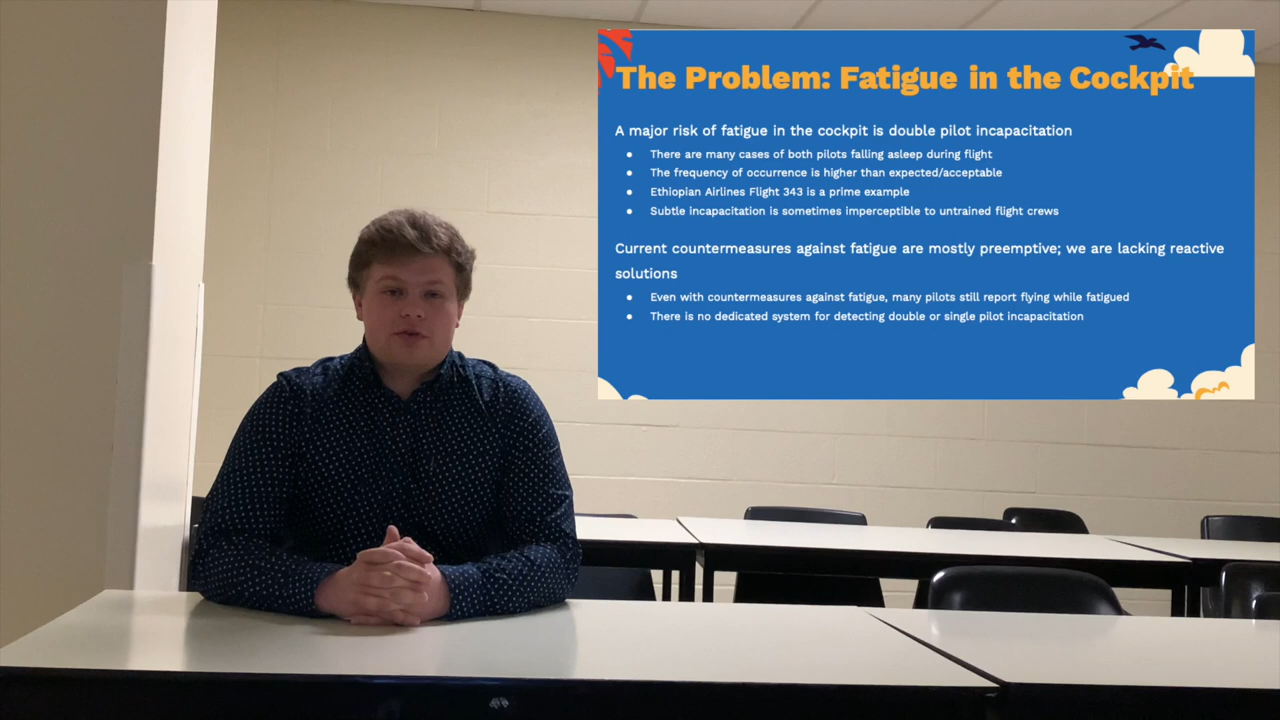 The Problem: Fatigue in the Cockpit
A major risk of fatigue in the cockpit is double pilot incapacitation
● There are many cases of both pilots falling asleep during flight
● The frequency of occurrence is higher than expected/acceptable
● Ethiopian Airlines Flight 343 is a prime example
● Subtle incapacitation is sometimes imperceptible to untrained flight crews
Current countermeasures against fatigue are mostly preemptive; we are lacking reactive
solutions
● Even with countermeasures against fatigue, many pilots still report flying while fatigued
● There is no dedicated system for detecting double or single pilot incapacitation